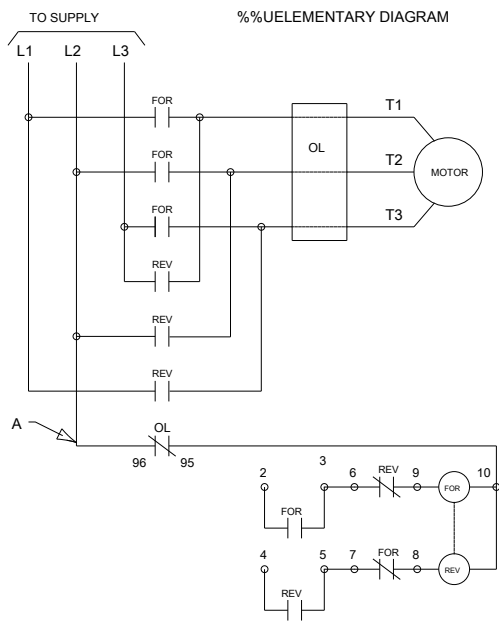 TO SUPPLY
%%UELEMENTARY DIAGRAM
L1 L2 L3
FOR
T1
OL
FOR
T2
MOTOR
FOR
T3
REV
REV
REV
A
OL
96 95
2 3 6 REV 9 10
FOR
FOR
4 5 7 FOR 8
REV
REV